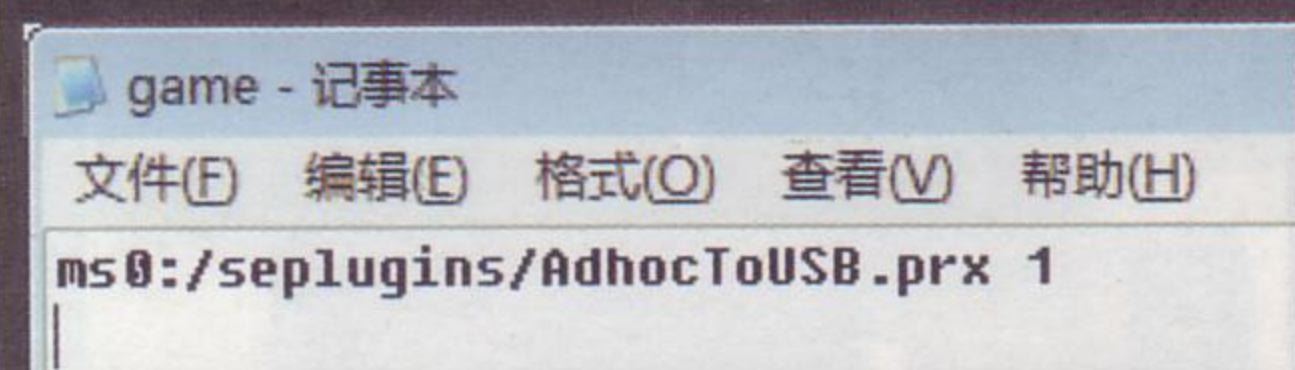 game - 记事本
文件(F) 编辑(E) 格式(O) 查看(V) 帮助(H)
ms0:/seplugins/AdhocToUSB.prx 1